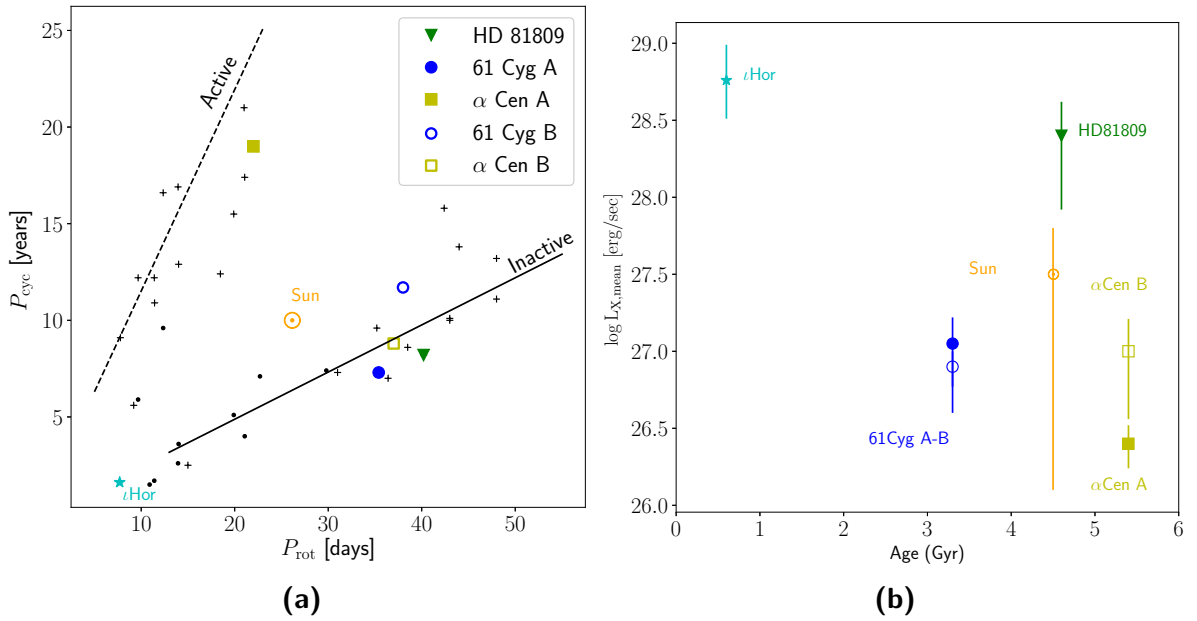 25
20
15
10
5
P_cyc [years]
10
20
30
40
50
P_rot [days]
Active
Inactive
Sun
ιHor
HD 81809
61 Cyg A
α Cen A
61 Cyg B
α Cen B
(a)
29.0
28.5
28.0
27.5
27.0
26.5
26.0
log L_X,mean [erg/sec]
0
1
2
3
4
5
6
Age (Gyr)
ιHor
HD81809
Sun
αCen B
61Cyg A-B
αCen A
(b)